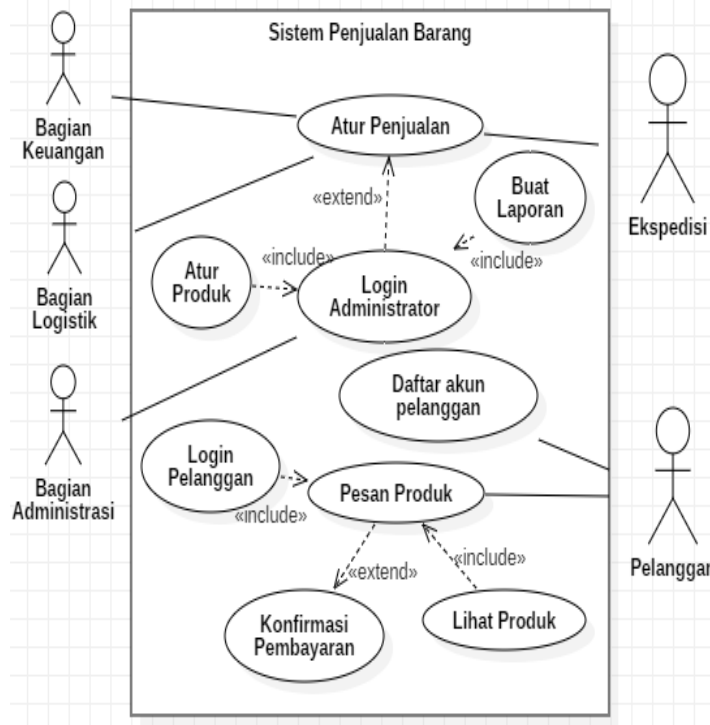 Sistem Penjualan Barang
Bagian
Keuangan
Atur Penjualan
«extend»
Buat
Laporan
Ekspedisi
Bagian
Logistik
Atur
Produk
«include»
Login
Administrator
«include»
Daftar akun
pelanggan
Bagian
Administrasi
Login
Pelanggan
«include»
Pesan Produk
«extend»
«include»
Pelanggar
Konfirmasi
Pembayaran
Lihat Produk